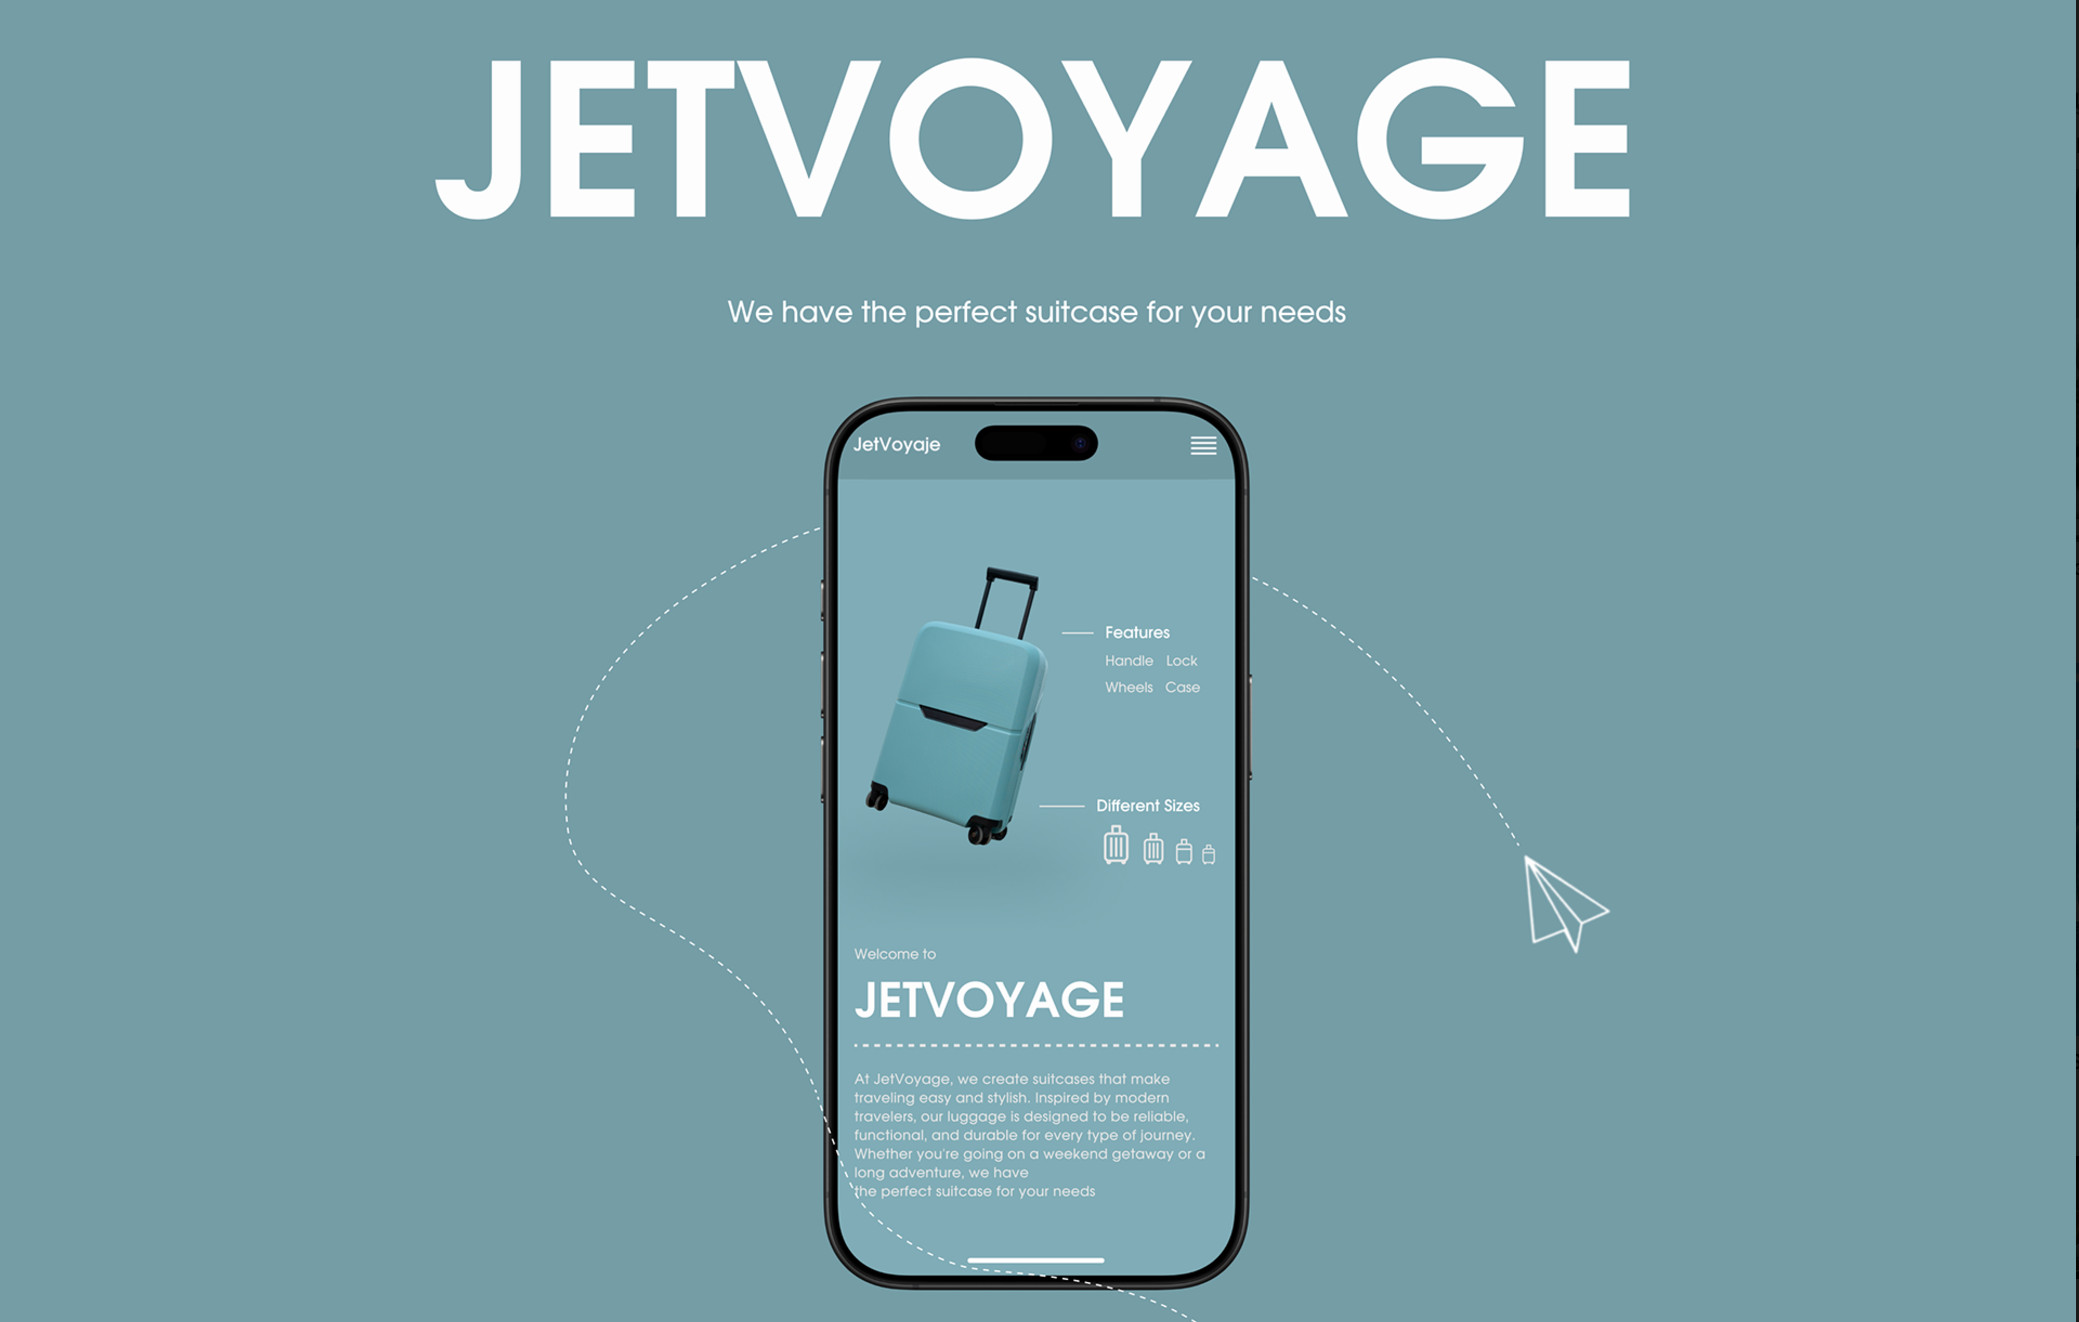 JETVOYAGE
We have the perfect suitcase for your needs
JetVoyaje
Features
Handle Lock
Wheels Case
Different Sizes
Welcome to
JETVOYAGE
At JetVoyage, we create suitcases that make
traveling easy and stylish. Inspired by modern
travelers, our luggage is designed to be reliable,
functional, and durable for every type of journey.
Whether you're going on a weekend getaway or a
long adventure, we have
the perfect suitcase for your needs